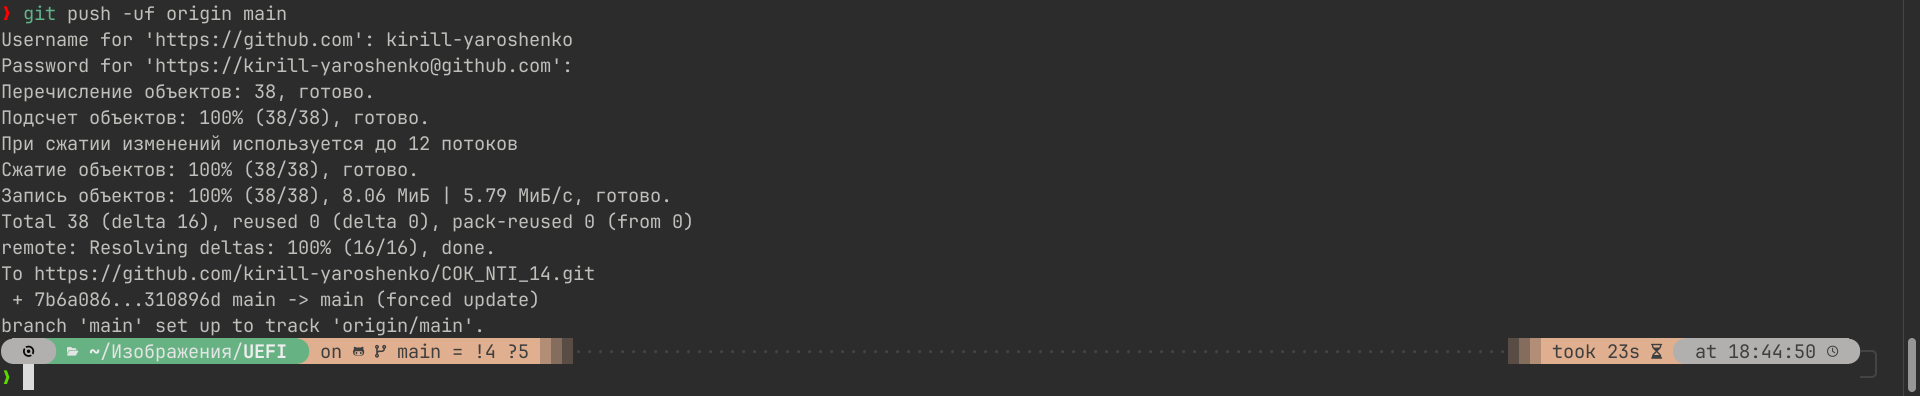 ❯ git push -uf origin main
Username for 'https://github.com': kirill-yaroshenko
Password for 'https://kirill-yaroshenko@github.com':
Перечисление объектов: 38, готово.
Подсчет объектов: 100% (38/38), готово.
При сжатии изменений используется до 12 потоков
Сжатие объектов: 100% (38/38), готово.
Запись объектов: 100% (38/38), 8.06 МиБ | 5.79 МиБ/с, готово.
Total 38 (delta 16), reused 0 (delta 0), pack-reused 0 (from 0)
remote: Resolving deltas: 100% (16/16), done.
To https://github.com/kirill-yaroshenko/COK_NTI_14.git
 + 7b6a086...310896d main -> main (forced update)
branch 'main' set up to track 'origin/main'.
~/Изображения/UEFI on main = !4 ?5 took 23s at 18:44:50
❯